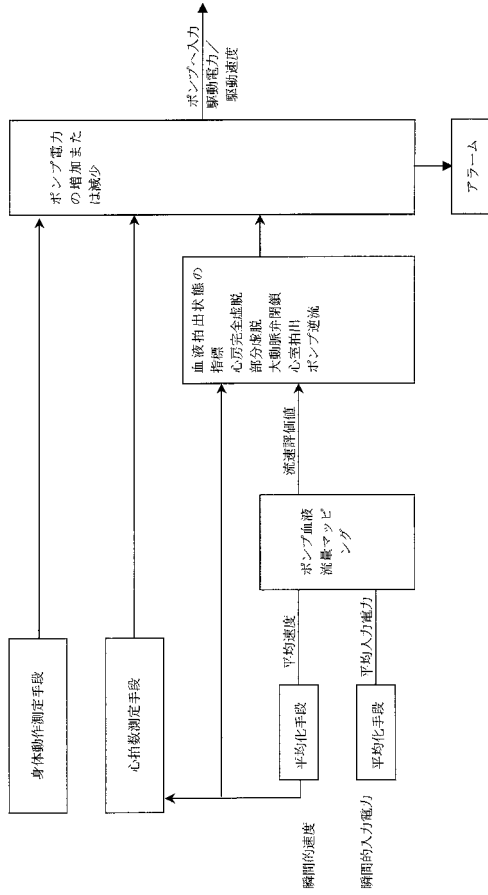 身体動作測定手段
心拍数測定手段
瞬間的速度
瞬間的入力電力
平均化手段
平均化手段
平均速度
平均入力電力
ポンプ血液
流量マッピ
ング
流速評価値
血液拍出状態の
指標
心房完全虚脱
部分虚脱
大動脈弁閉鎖
心室拍出
ポンプ逆流
ポンプ電力
の増加また
は減少
ポンプへ入力
駆動電力／
駆動速度
アラーム